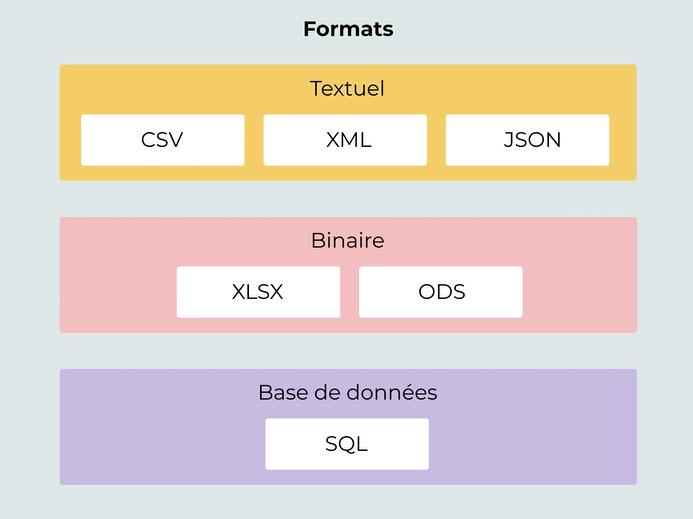 Formats
Textuel
CSV XML JSON
Binaire
XLSX ODS
Base de données
SQL